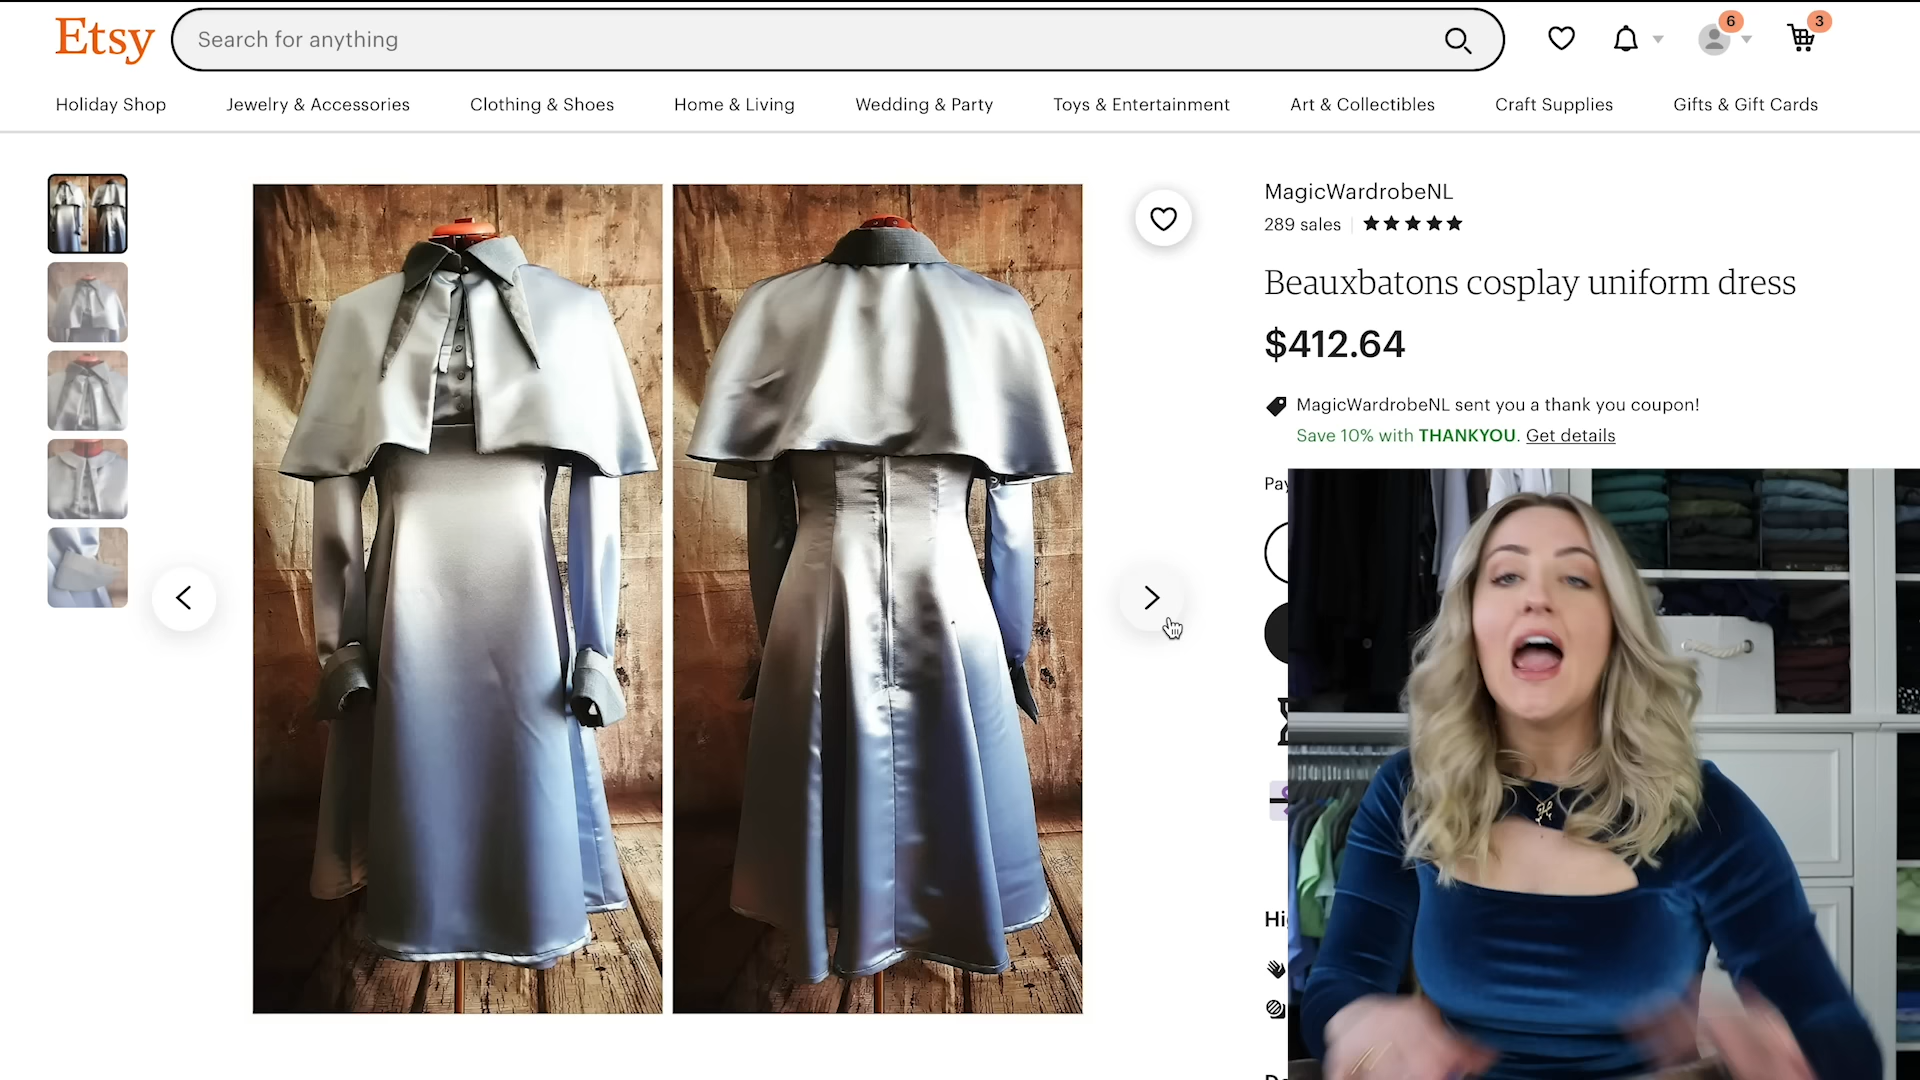 Etsy
Search for anything
6
3
Holiday Shop
Jewelry & Accessories
Clothing & Shoes
Home & Living
Wedding & Party
Toys & Entertainment
Art & Collectibles
Craft Supplies
Gifts & Gift Cards
MagicWardrobeNL
289 sales
Beauxbatons cosplay uniform dress
$412.64
MagicWardrobeNL sent you a thank you coupon!
Save 10% with THANKYOU. Get details